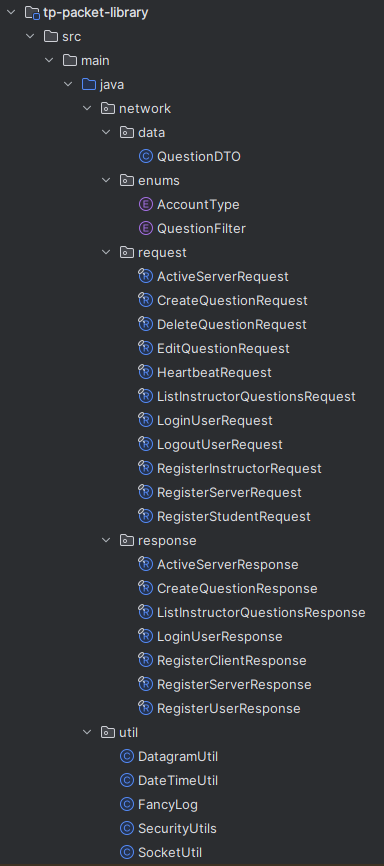 tp-packet-library
src
main
java
network
data
QuestionDTO
enums
AccountType
QuestionFilter
request
ActiveServerRequest
CreateQuestionRequest
DeleteQuestionRequest
EditQuestionRequest
HeartbeatRequest
ListInstructorQuestionsRequest
LoginUserRequest
LogoutUserRequest
RegisterInstructorRequest
RegisterServerRequest
RegisterStudentRequest
response
ActiveServerResponse
CreateQuestionResponse
ListInstructorQuestionsResponse
LoginUserResponse
RegisterClientResponse
RegisterServerResponse
RegisterUserResponse
util
DatagramUtil
DateTimeUtil
FancyLog
SecurityUtils
SocketUtil